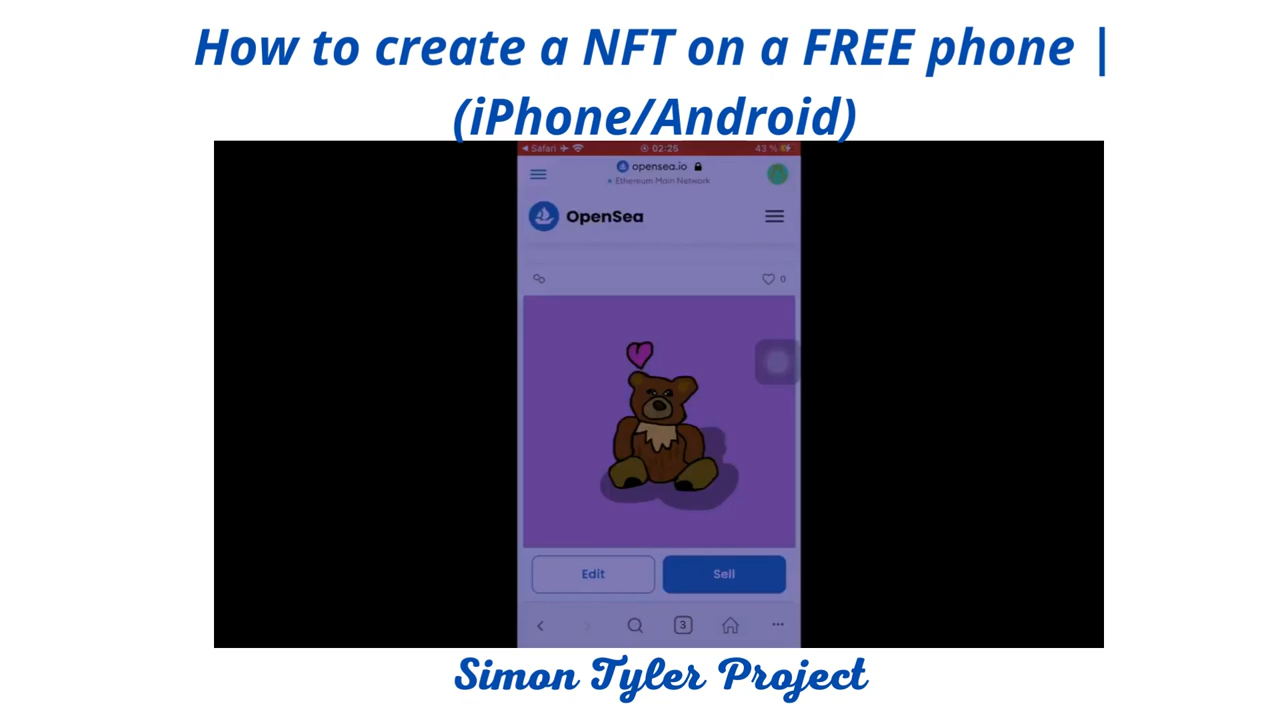 How to create a NFT on a FREE phone |
(iPhone/Android)
Safari 02:25 43 %
opensea.io
Ethereum Main Network
OpenSea
0
Edit Sell
3
Simon Tyler Project